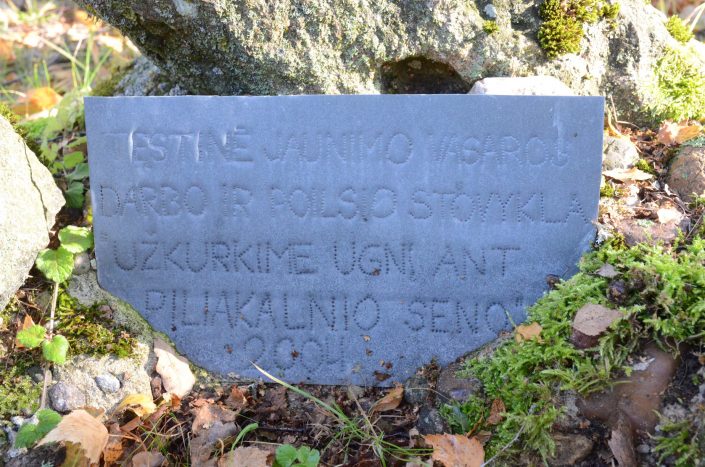 TĘSTINĖ JAUNIMO VASAROS
DARBO IR POILSIO STOVYKLA
UŽKURKIME UGNĮ ANT
PILIAKALNIO SENO"
2004